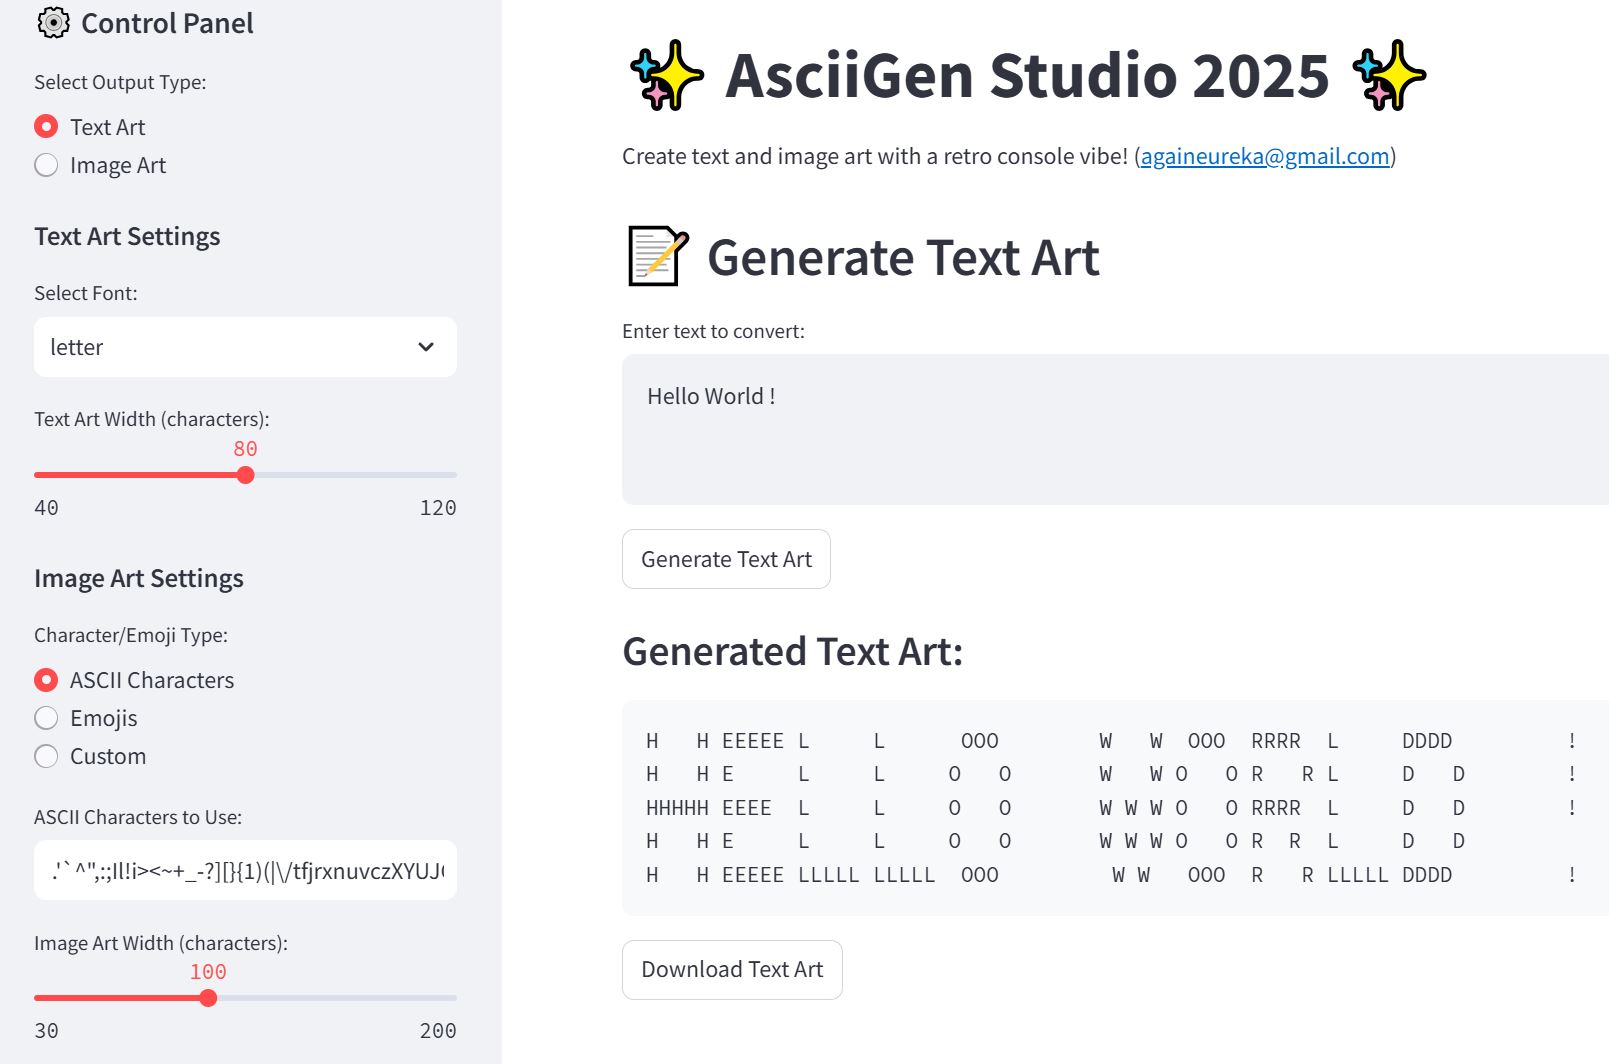 Control Panel
Select Output Type:
Text Art
Image Art
Text Art Settings
Select Font:
letter
Text Art Width (characters):
80
40 120
Image Art Settings
Character/Emoji Type:
ASCII Characters
Emojis
Custom
ASCII Characters to Use:
.'`^",:;Il!i><~+_-?][}{1)(|\/tfjrxnuvczXYUJ
Image Art Width (characters):
100
30 200
AsciiGen Studio 2025
Create text and image art with a retro console vibe! (againeureka@gmail.com)
Generate Text Art
Enter text to convert:
Hello World !
Generate Text Art
Generated Text Art:
H   H EEEEE L     L      OOO        W   W  OOO  RRRR  L     DDDD         !
H   H E     L     L     O   O       W   W O   O R   R L     D   D        !
HHHHH EEEE  L     L     O   O       W W W O   O RRRR  L     D   D        !
H   H E     L     L     O   O       W W W O   O R  R  L     D   D
H   H EEEEE LLLLL LLLLL  OOO         W W   OOO  R   R LLLLL DDDD         !
Download Text Art